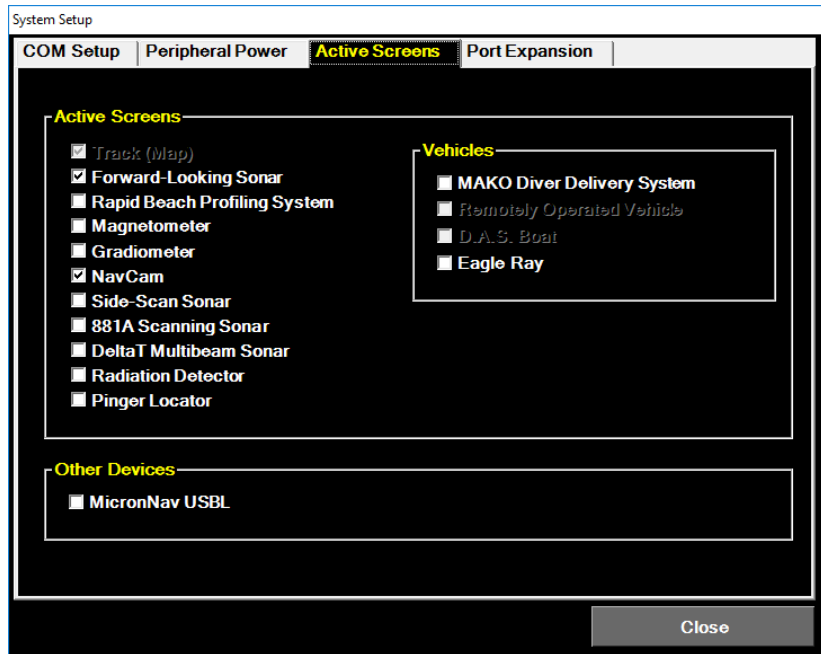 System Setup
COM Setup Peripheral Power Active Screens Port Expansion
Active Screens
Track (Map)
Forward-Looking Sonar
Rapid Beach Profiling System
Magnetometer
Gradiometer
NavCam
Side-Scan Sonar
881A Scanning Sonar
DeltaT Multibeam Sonar
Radiation Detector
Pinger Locator
Vehicles
MAKO Diver Delivery System
Remotely Operated Vehicle
D.A.S. Boat
Eagle Ray
Other Devices
MicronNav USBL
Close